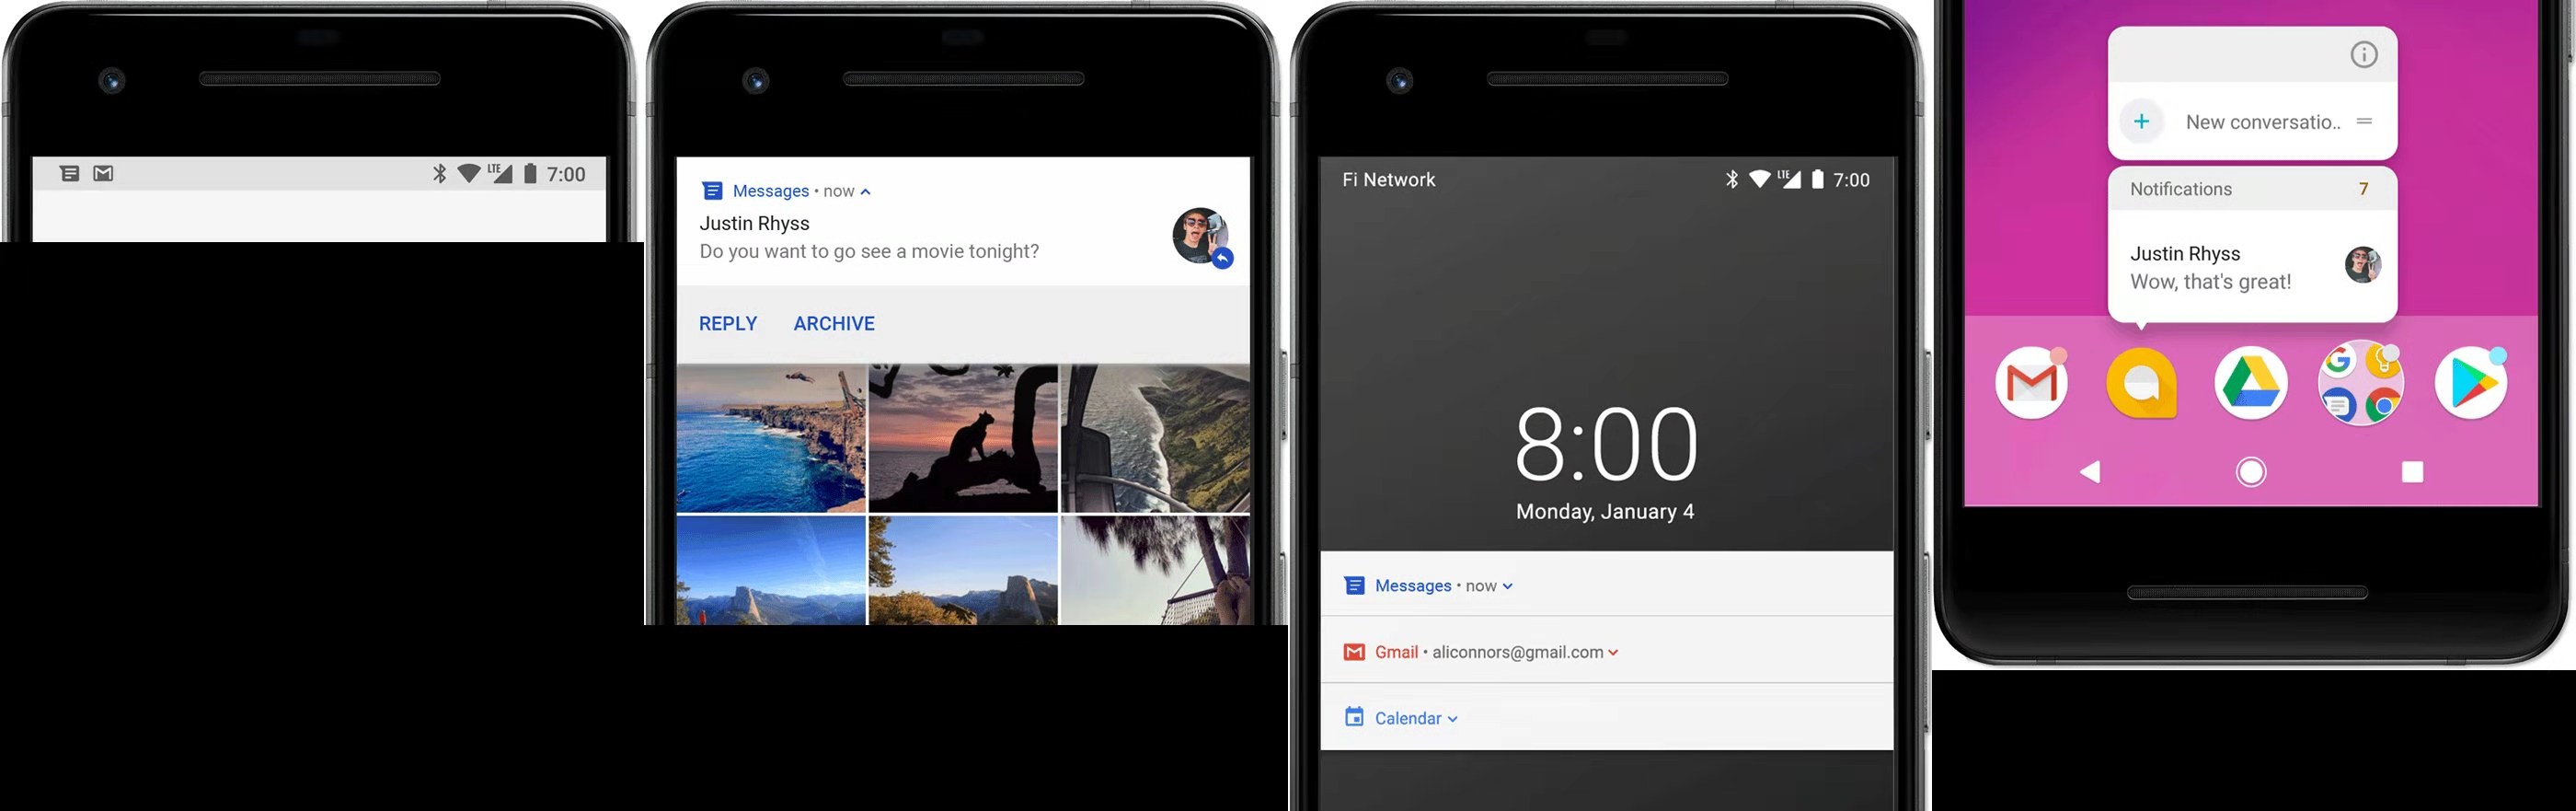 LTE 7:00
Messages • now
Justin Rhyss
Do you want to go see a movie tonight?
REPLY ARCHIVE
Fi Network LTE 7:00
8:00
Monday, January 4
Messages • now
Gmail • aliconnors@gmail.com
Calendar
New conversatio..
Notifications 7
Justin Rhyss
Wow, that's great!